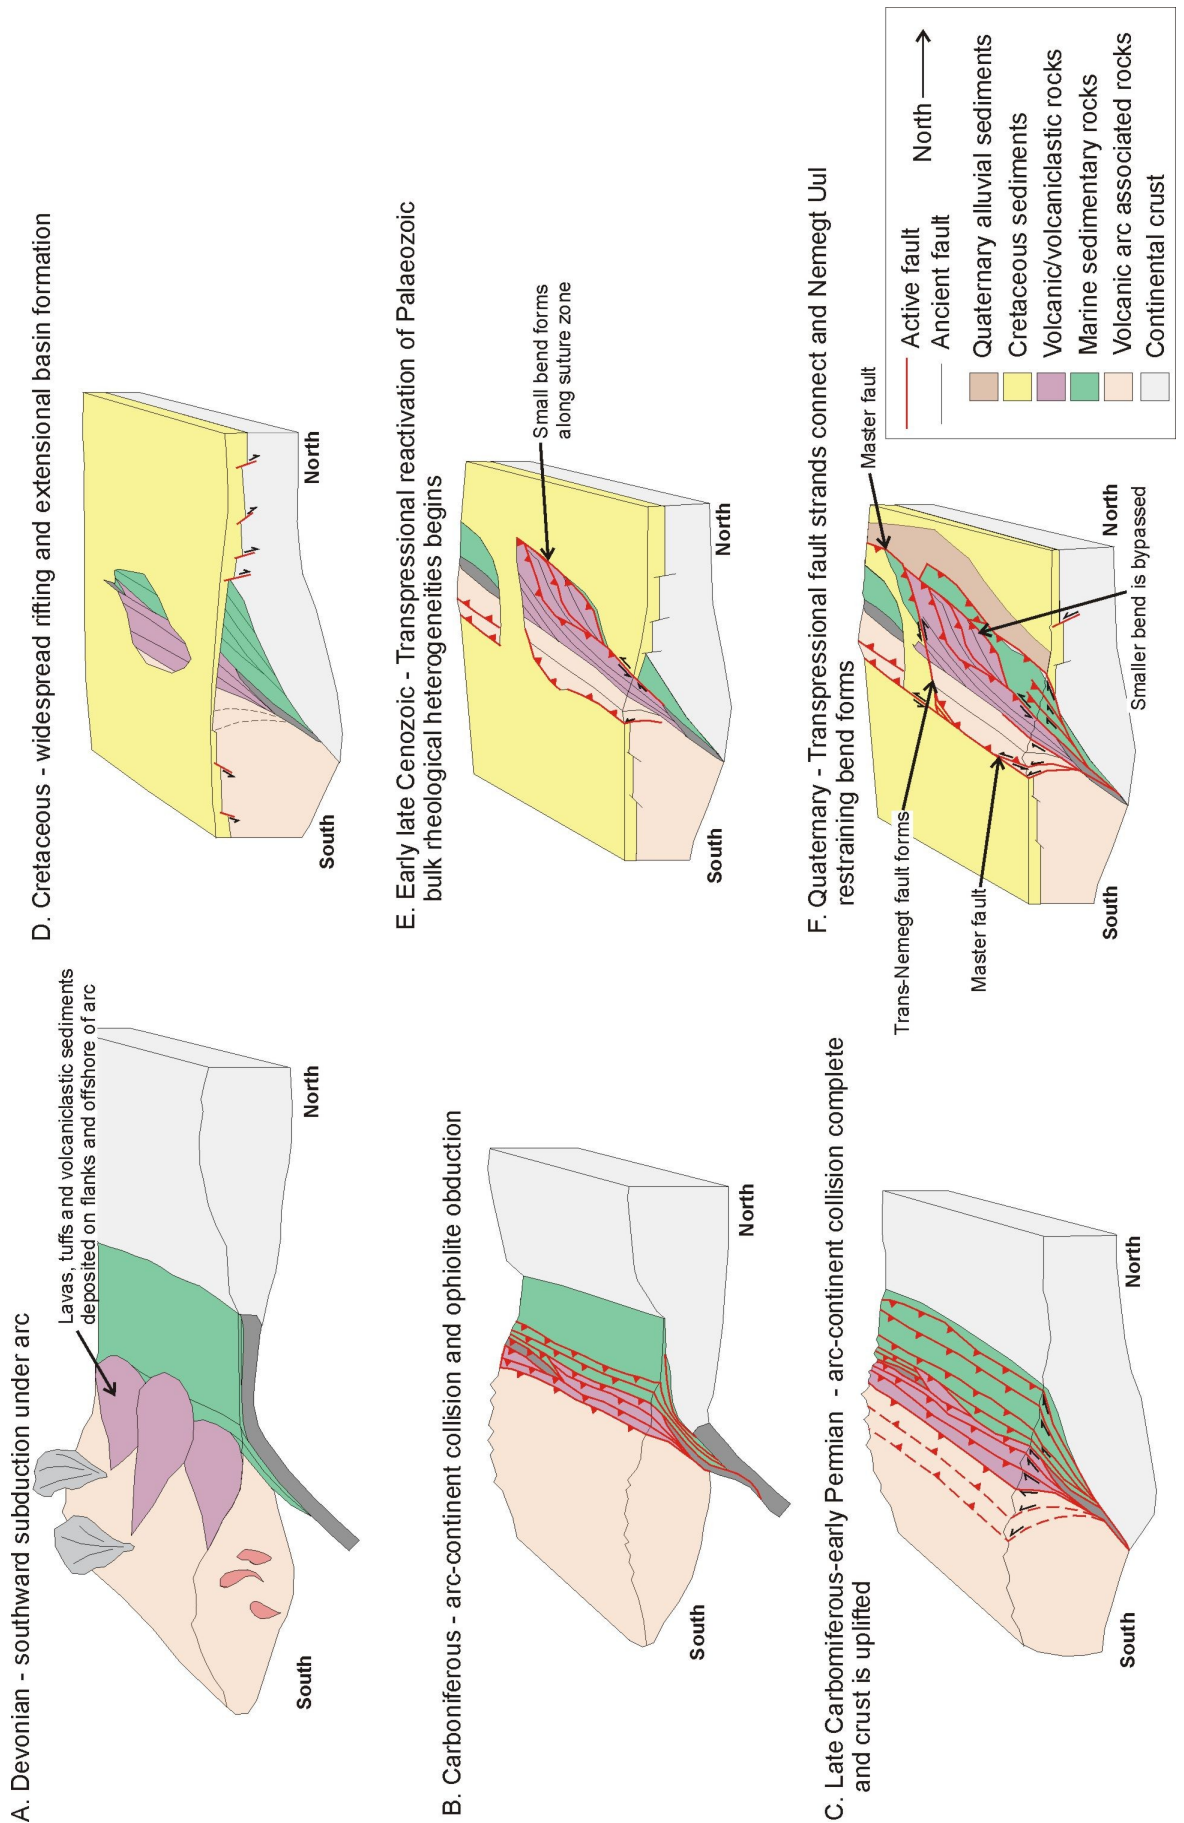 A. Devonian - southward subduction under arc
Lavas, tuffs and volcaniclastic sediments
deposited on flanks and offshore of arc
South
North
B. Carboniferous - arc-continent collision and ophiolite obduction
South
North
C. Late Carbomiferous-early Permian - arc-continent collision complete
and crust is uplifted
South
North
D. Cretaceous - widespread rifting and extensional basin formation
South
North
E. Early late Cenozoic - Transpressional reactivation of Palaeozoic
bulk rheological heterogeneities begins
Small bend forms
along suture zone
South
North
F. Quaternary - Transpressional fault strands connect and Nemegt Uul
restraining bend forms
Trans-Nemegt fault forms
Master fault
Master fault
Smaller bend is bypassed
South
North
Active fault
Ancient fault
North
Quaternary alluvial sediments
Cretaceous sediments
Volcanic/volcaniclastic rocks
Marine sedimentary rocks
Volcanic arc associated rocks
Continental crust